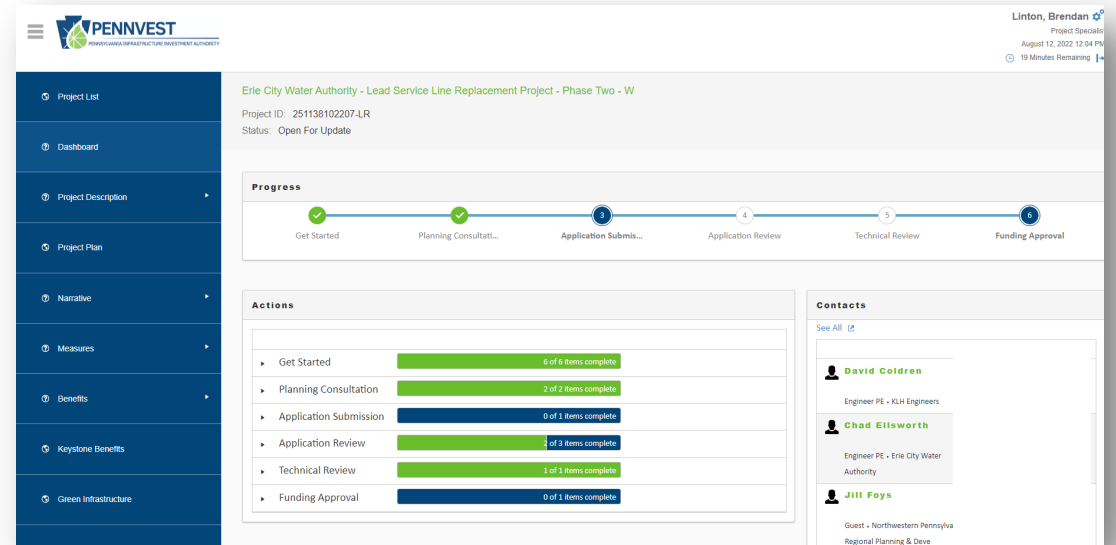 PENNVEST
PENNSYLVANIA INFRASTRUCTURE INVESTMENT AUTHORITY
Linton, Brendan
Project Specialist
August 12, 2022 12:04 PM
19 Minutes Remaining
Project List
Dashboard
Project Description
Project Plan
Narrative
Measures
Benefits
Keystone Benefits
Green Infrastructure
Erie City Water Authority - Lead Service Line Replacement Project - Phase Two - W
Project ID: 251138102207-LR
Status: Open For Update
Progress
3
4
5
6
Get Started
Planning Consultati...
Application Submis...
Application Review
Technical Review
Funding Approval
Actions
Get Started 6 of 6 items complete
Planning Consultation 2 of 2 items complete
Application Submission 0 of 1 items complete
Application Review 2 of 3 items complete
Technical Review 1 of 1 items complete
Funding Approval 0 of 1 items complete
Contacts
See All
David Coldren
Engineer PE • KLH Engineers
Chad Ellsworth
Engineer PE • Erie City Water
Authority
Jill Foys
Guest • Northwestern Pennsylva
Regional Planning & Deve